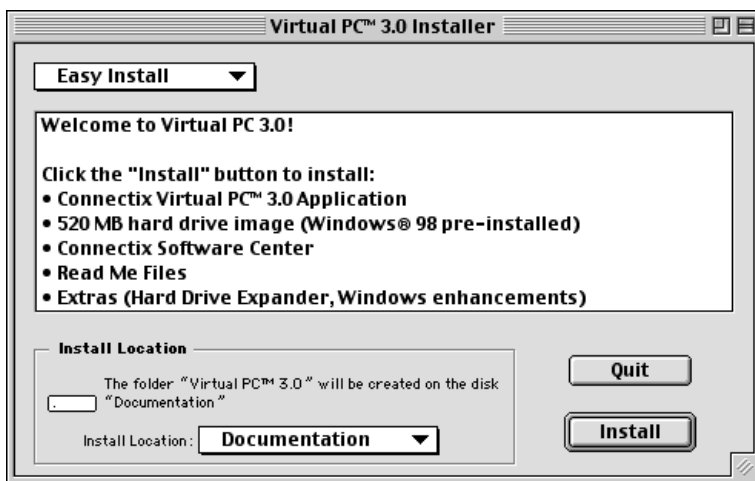 Virtual PC™ 3.0 Installer
Easy Install
Welcome to Virtual PC 3.0!
Click the "Install" button to install:
• Connectix Virtual PC™ 3.0 Application
• 520 MB hard drive image (Windows® 98 pre-installed)
• Connectix Software Center
• Read Me Files
• Extras (Hard Drive Expander, Windows enhancements)
Install Location
The folder “Virtual PC™ 3.0” will be created on the disk
“Documentation”
Install Location: Documentation
Quit
Install